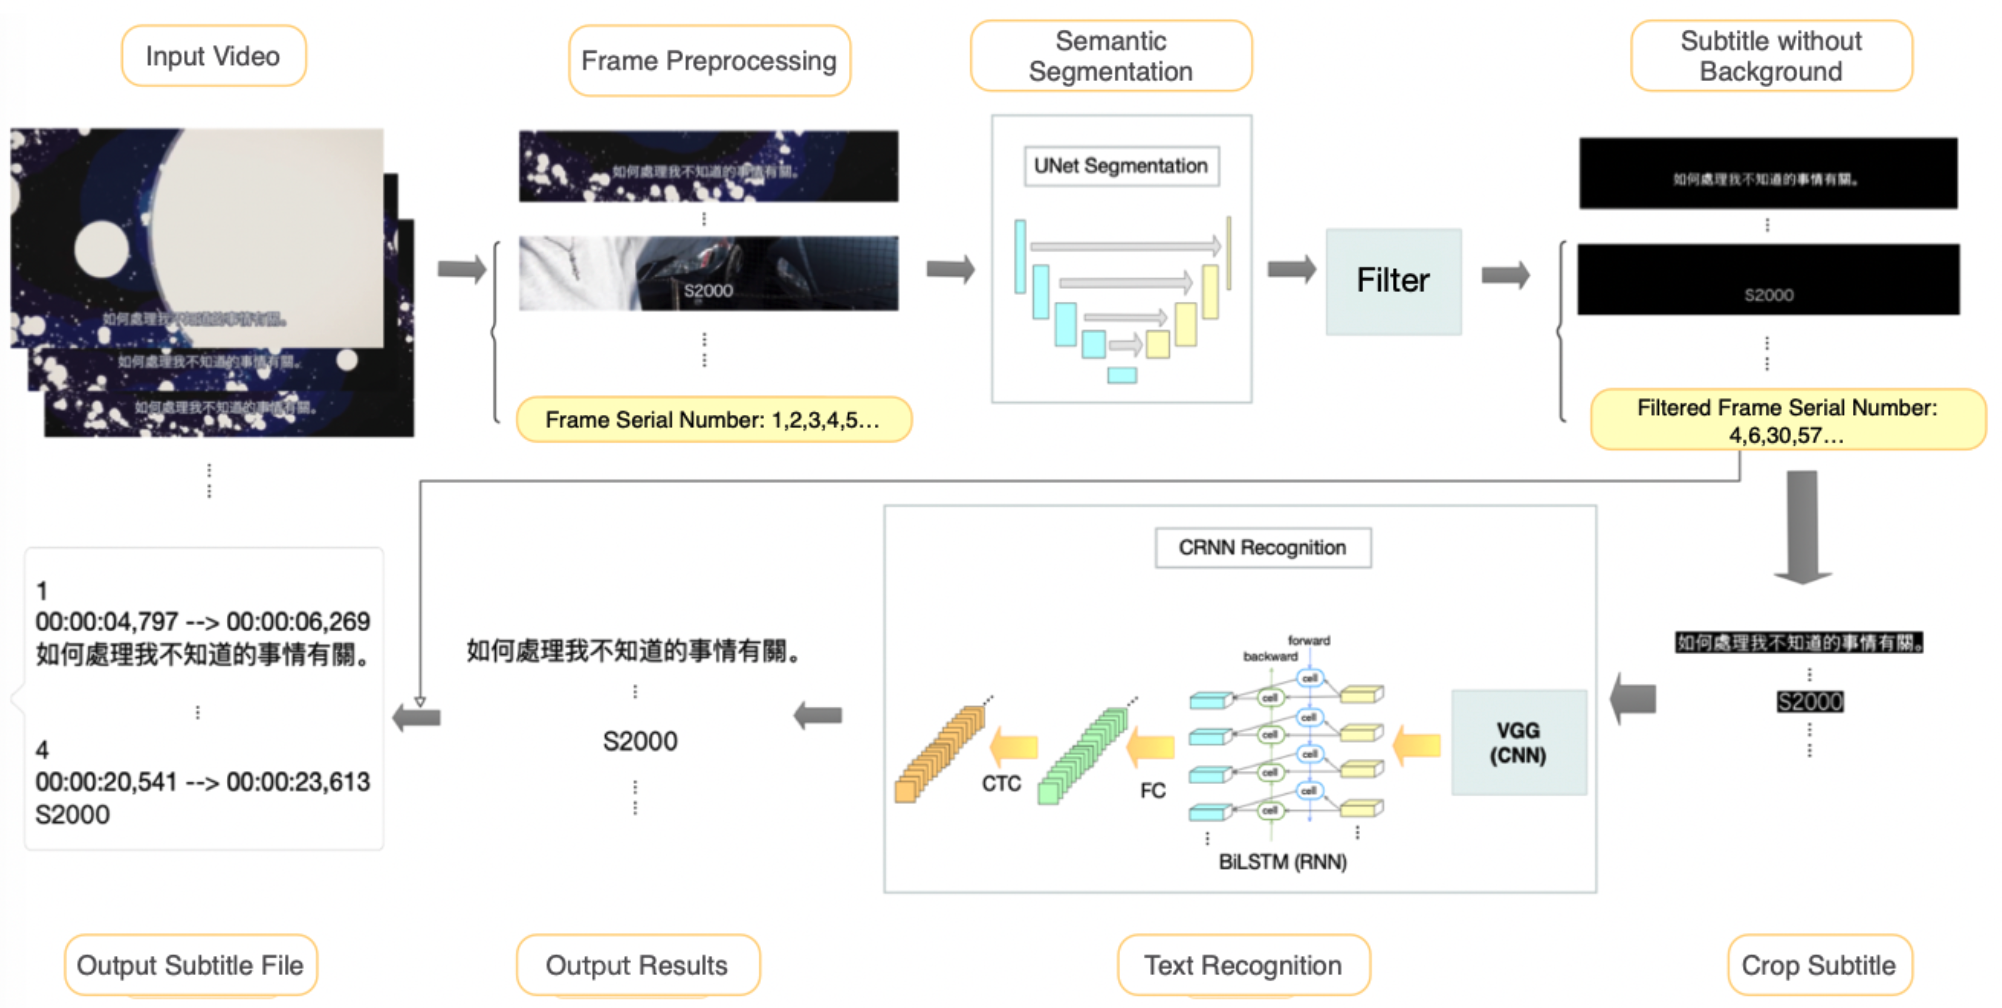 Input Video
Frame Preprocessing
Semantic
Segmentation
Subtitle without
Background
如何處理我不知道的事情有關。
如何處理我不知道的事情有關。
如何處理我不知道的事情有關。
如何處理我不知道的事情有關。
S2000
Frame Serial Number: 1,2,3,4,5...
UNet Segmentation
Filter
如何處理我不知道的事情有關。
S2000
Filtered Frame Serial Number:
4,6,30,57...
1
00:00:04,797 --> 00:00:06,269
如何處理我不知道的事情有關。
4
00:00:20,541 --> 00:00:23,613
S2000
如何處理我不知道的事情有關。
S2000
CRNN Recognition
forward
backward
cell
cell
cell
cell
cell
cell
cell
cell
CTC
FC
BiLSTM (RNN)
VGG
(CNN)
如何處理我不知道的事情有關。
S2000
Output Subtitle File
Output Results
Text Recognition
Crop Subtitle